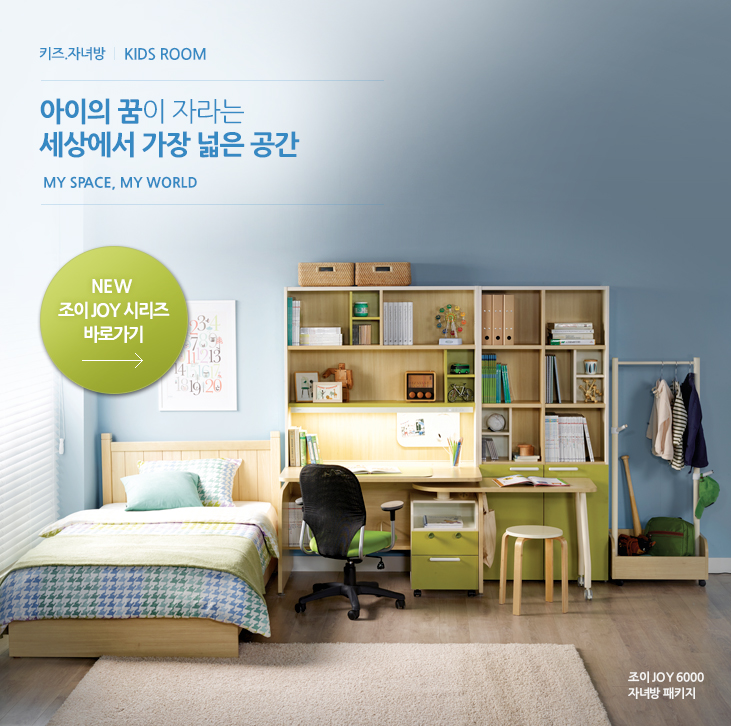 키즈.자녀방 | KIDS ROOM
아이의 꿈이 자라는
세상에서 가장 넓은 공간
MY SPACE, MY WORLD
NEW
조이 JOY 시리즈
바로가기
조이 JOY 6000
자녀방 패키지